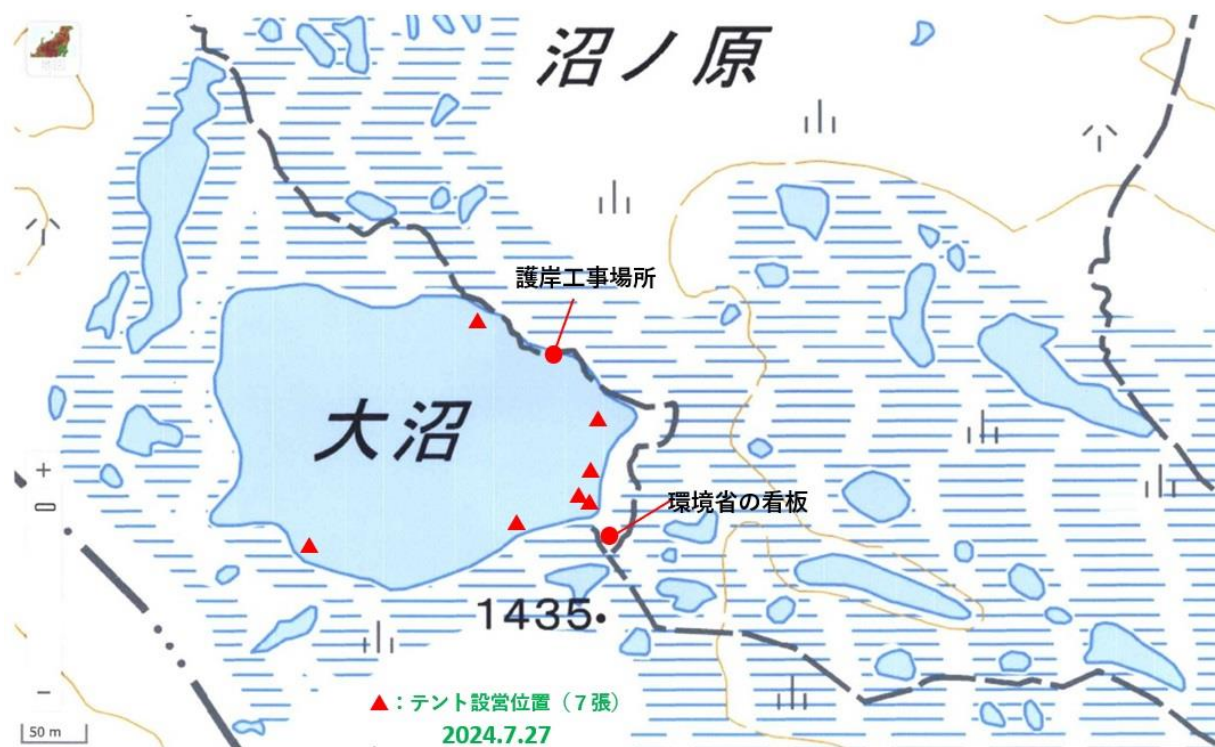 沼ノ原
護岸工事場所
大沼
環境省の看板
1435
▲：テント設営位置（７張）
2024.7.27
50 m